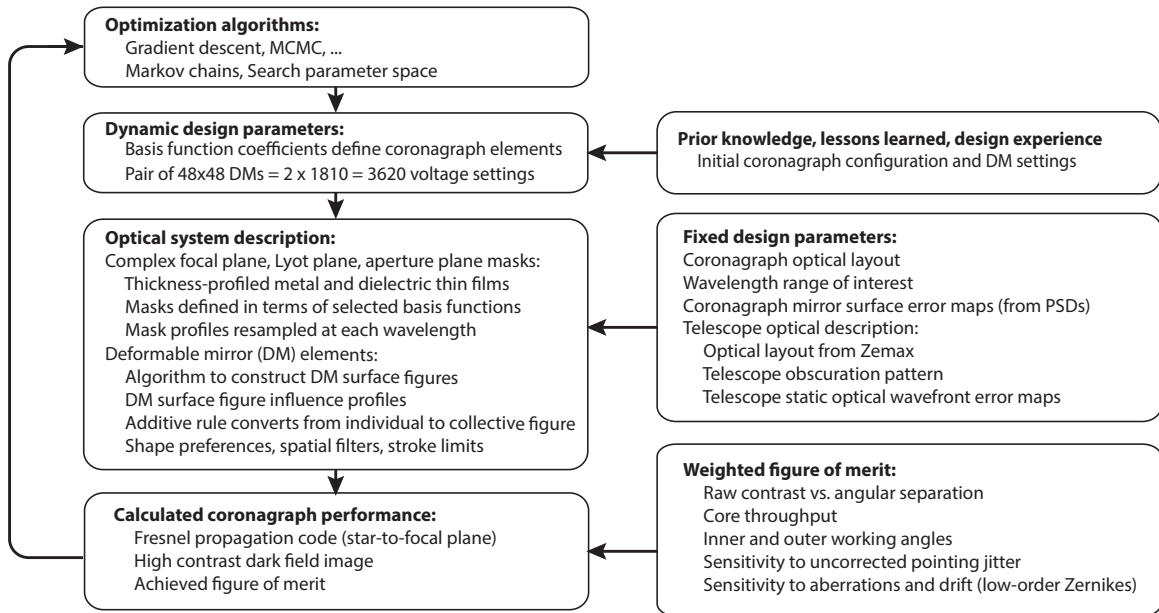 Optimization algorithms:
Gradient descent, MCMC, ...
Markov chains, Search parameter space
Dynamic design parameters:
Basis function coefficients define coronagraph elements
Pair of 48x48 DMs = 2 x 1810 = 3620 voltage settings
Prior knowledge, lessons learned, design experience
Initial coronagraph configuration and DM settings
Optical system description:
Complex focal plane, Lyot plane, aperture plane masks:
Thickness-profiled metal and dielectric thin films
Masks defined in terms of selected basis functions
Mask profiles resampled at each wavelength
Deformable mirror (DM) elements:
Algorithm to construct DM surface figures
DM surface figure influence profiles
Additive rule converts from individual to collective figure
Shape preferences, spatial filters, stroke limits
Fixed design parameters:
Coronagraph optical layout
Wavelength range of interest
Coronagraph mirror surface error maps (from PSDs)
Telescope optical description:
Optical layout from Zemax
Telescope obscuration pattern
Telescope static optical wavefront error maps
Calculated coronagraph performance:
Fresnel propagation code (star-to-focal plane)
High contrast dark field image
Achieved figure of merit
Weighted figure of merit:
Raw contrast vs. angular separation
Core throughput
Inner and outer working angles
Sensitivity to uncorrected pointing jitter
Sensitivity to aberrations and drift (low-order Zernikes)